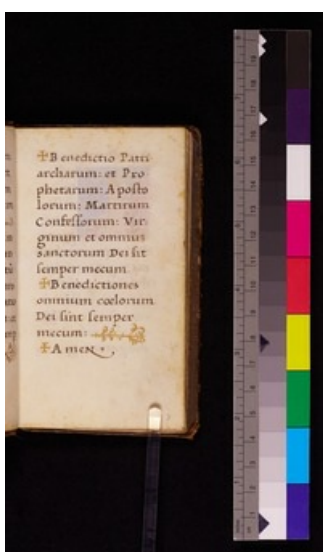 ✠Benedictio Patri
archarum: et Pro
phetarum: Aposto
lorum: Martirum
Confessorum: Vir⸗
ginum et omnium
sanctorum Dei sit
semper mecum
✠Benedictiones
omnium cœlorum
Dei sint semper
mecum:
✠Amen.